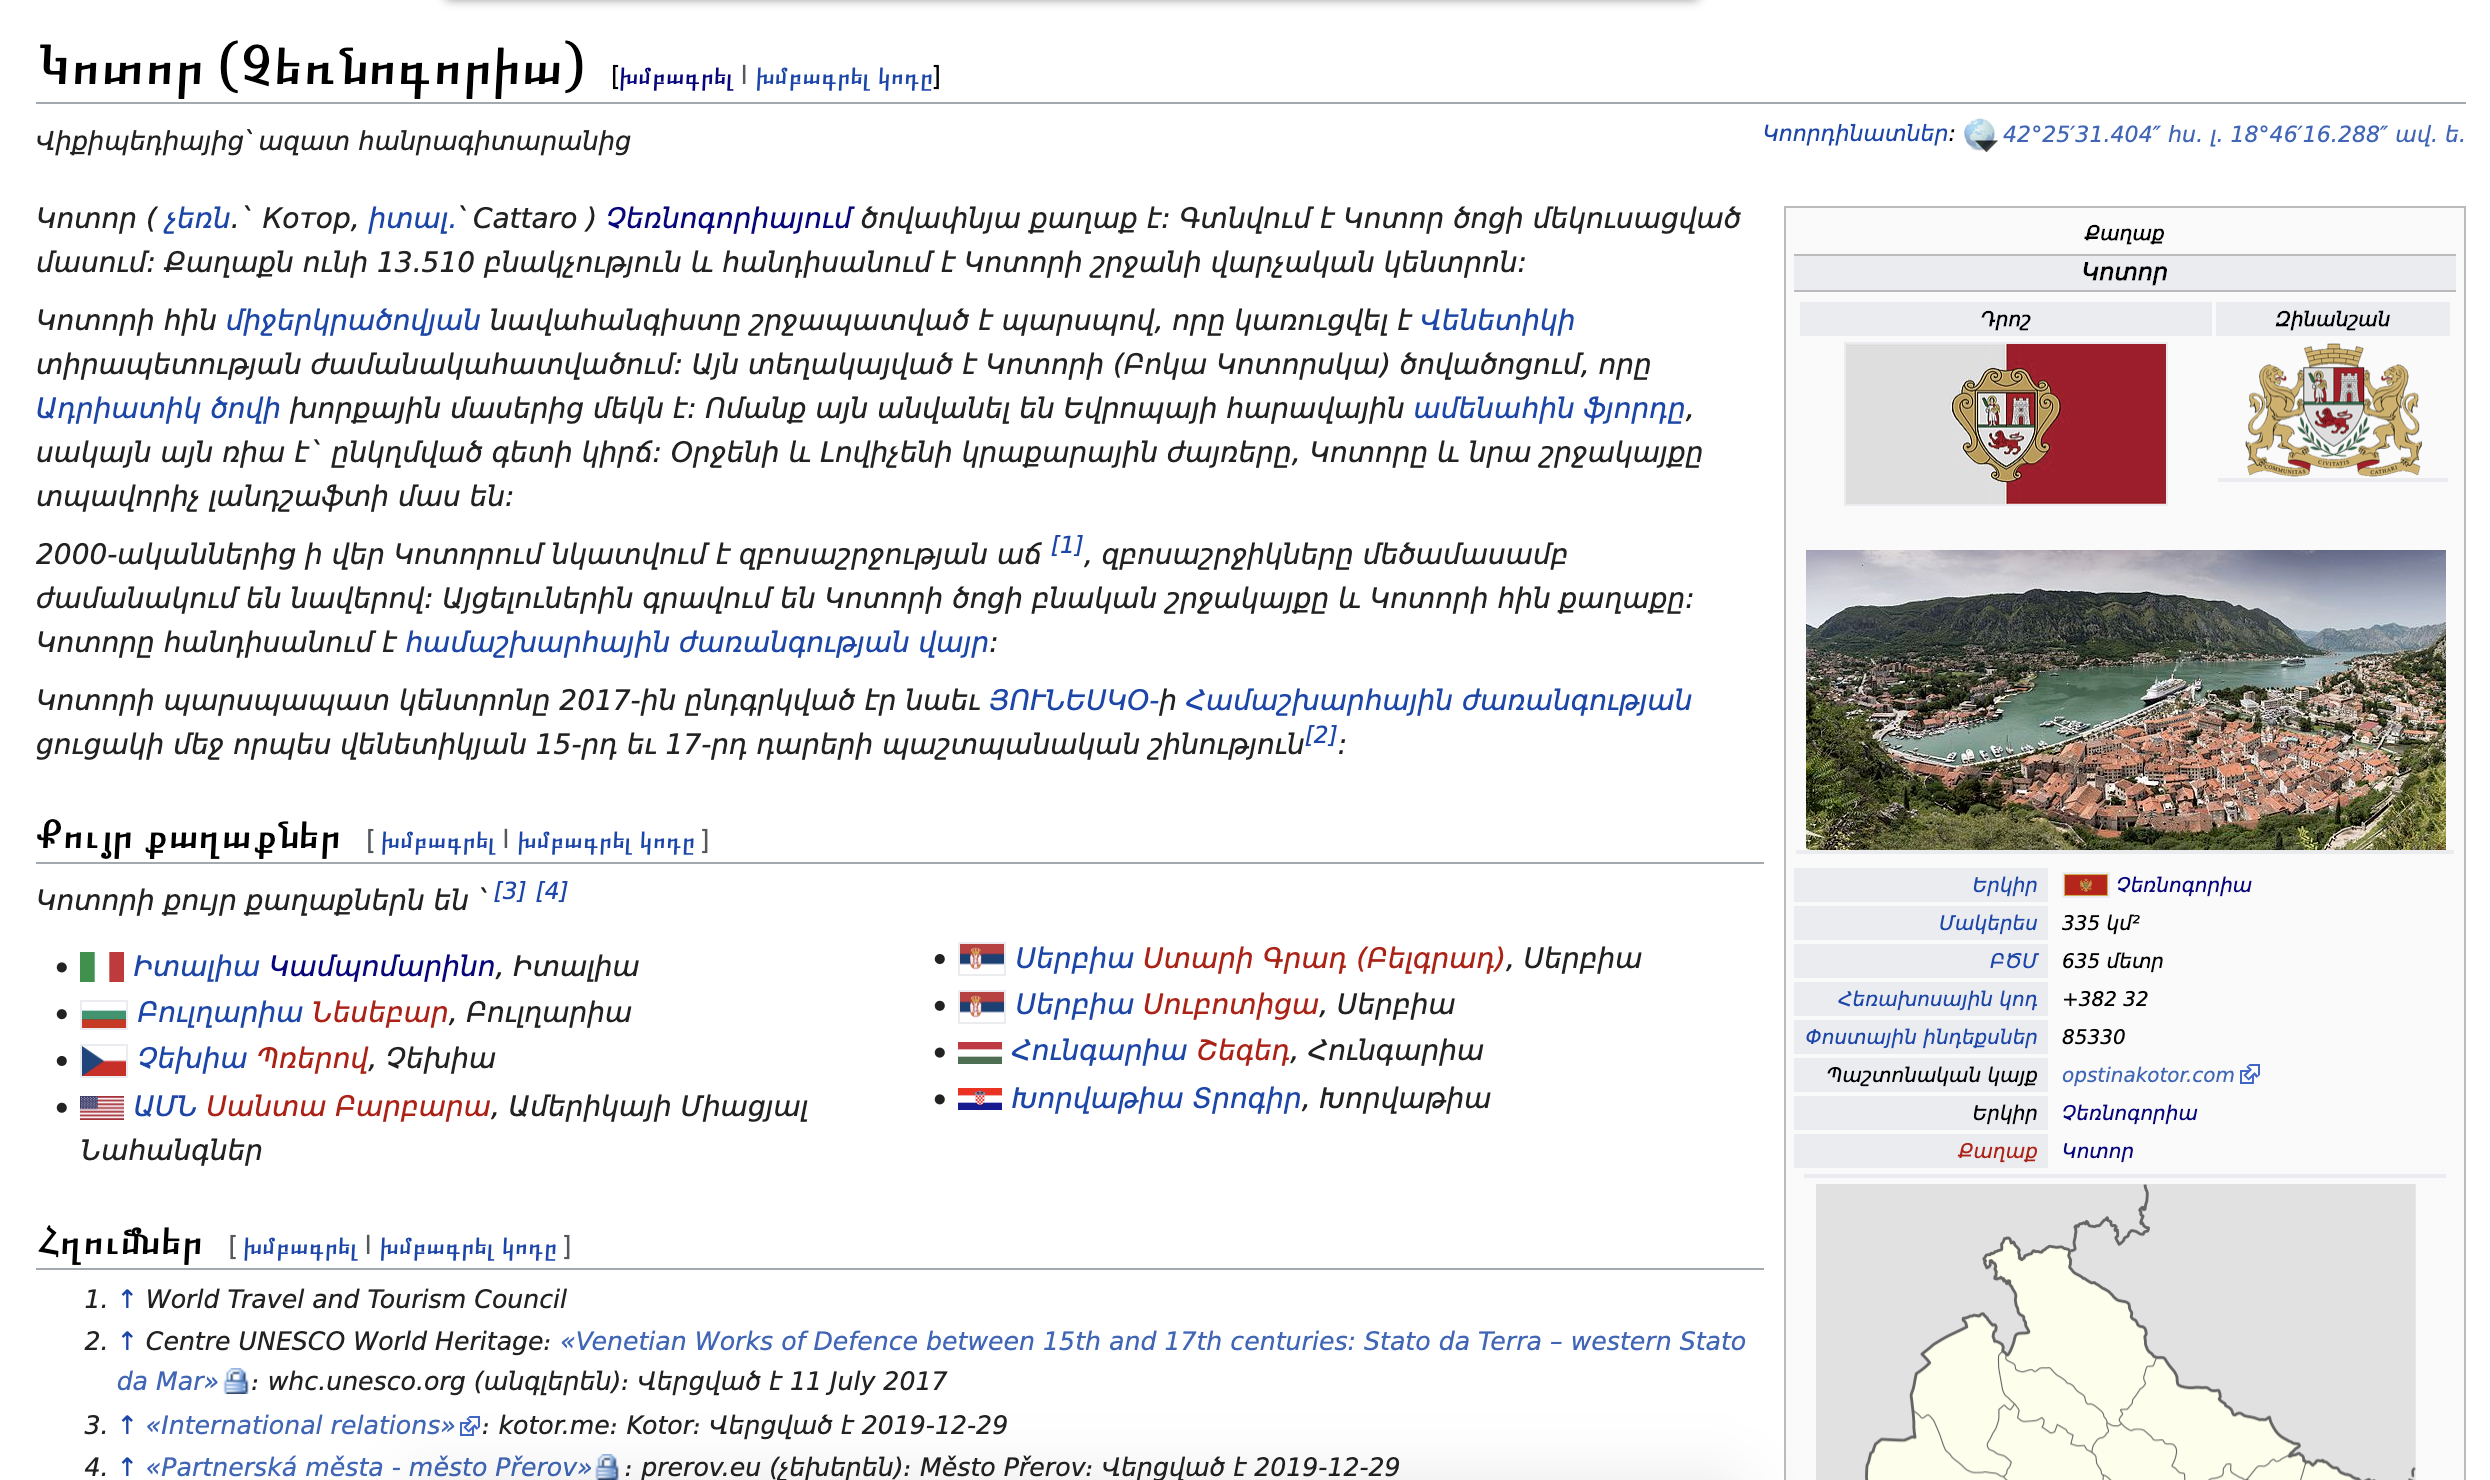 Կոտոր (Չեռնոգորիա) [խմբագրել | խմբագրել կոդը]
Վիքիպեդիայից՝ ազատ հանրագիտարանից
Կոորդինատներ: 42°25′31.404″ հս. լ. 18°46′16.288″ ավ. ե.
Կոտոր ( չեռն.՝ Котор, իտալ.՝ Cattaro ) Չեռնոգորիայում ծովափնյա քաղաք է: Գտնվում է Կոտոր ծոցի մեկուսացված
մասում: Քաղաքն ունի 13.510 բնակչություն և հանդիսանում է Կոտորի շրջանի վարչական կենտրոն:
Կոտորի հին միջերկրածովյան նավահանգիստը շրջապատված է պարսպով, որը կառուցվել է Վենետիկի
տիրապետության ժամանակահատվածում: Այն տեղակայված է Կոտորի (Բոկա Կոտորսկա) ծովածոցում, որը
Ադրիատիկ ծովի խորքային մասերից մեկն է: Ոմանք այն անվանել են Եվրոպայի հարավային ամենահին ֆյորդը,
սակայն այն ռիա է՝ ընկղմված գետի կիրճ: Օրջենի և Լովիչենի կրաքարային ժայռերը, Կոտորը և նրա շրջակայքը
տպավորիչ լանդշաֆտի մաս են:
2000-ականներից ի վեր Կոտորում նկատվում է զբոսաշրջության աճ [1], զբոսաշրջիկները մեծամասամբ
ժամանակում են նավերով: Այցելուներին գրավում են Կոտորի ծոցի բնական շրջակայքը և Կոտորի հին քաղաքը:
Կոտորը հանդիսանում է համաշխարհային ժառանգության վայր:
Կոտորի պարսպապատ կենտրոնը 2017-ին ընդգրկված էր նաեւ ՅՈՒՆԵՍԿՕ-ի Համաշխարհային ժառանգության
ցուցակի մեջ որպես վենետիկյան 15-րդ եւ 17-րդ դարերի պաշտպանական շինություն[2]:
Քույր քաղաքներ [ խմբագրել | խմբագրել կոդը ]
Կոտորի քույր քաղաքներն են ՝ [3] [4]
• Իտալիա Կամպոմարինո, Իտալիա
• Բուլղարիա Նեսեբար, Բուլղարիա
• Չեխիա Պռերով, Չեխիա
• ԱՄՆ Սանտա Բարբարա, Ամերիկայի Միացյալ
Նահանգներ
• Սերբիա Ստարի Գրադ (Բելգրադ), Սերբիա
• Սերբիա Սուբոտիցա, Սերբիա
• Հունգարիա Շեգեդ, Հունգարիա
• Խորվաթիա Տրոգիր, Խորվաթիա
Հղումներ [ խմբագրել | խմբագրել կոդը ]
1. ↑ World Travel and Tourism Council
2. ↑ Centre UNESCO World Heritage: «Venetian Works of Defence between 15th and 17th centuries: Stato da Terra – western Stato
da Mar» : whc.unesco.org (անգլերեն)։ Վերցված է 11 July 2017
3. ↑ «International relations» : kotor.me: Kotor: Վերցված է 2019-12-29
4. ↑ «Partnerská města - město Přerov» : prerov.eu (չեխերեն)։ Město Přerov: Վերցված է 2019-12-29
Քաղաք
Կոտոր
Դրոշ Զինանշան
COMMUNITAS CIVITATIS CATHARI
Երկիր Չեռնոգորիա
Մակերես 335 կմ²
ԲԾՄ 635 մետր
Հեռախոսային կոդ +382 32
Փոստային ինդեքսներ 85330
Պաշտոնական կայք opstinakotor.com
Երկիր Չեռնոգորիա
Քաղաք Կոտոր